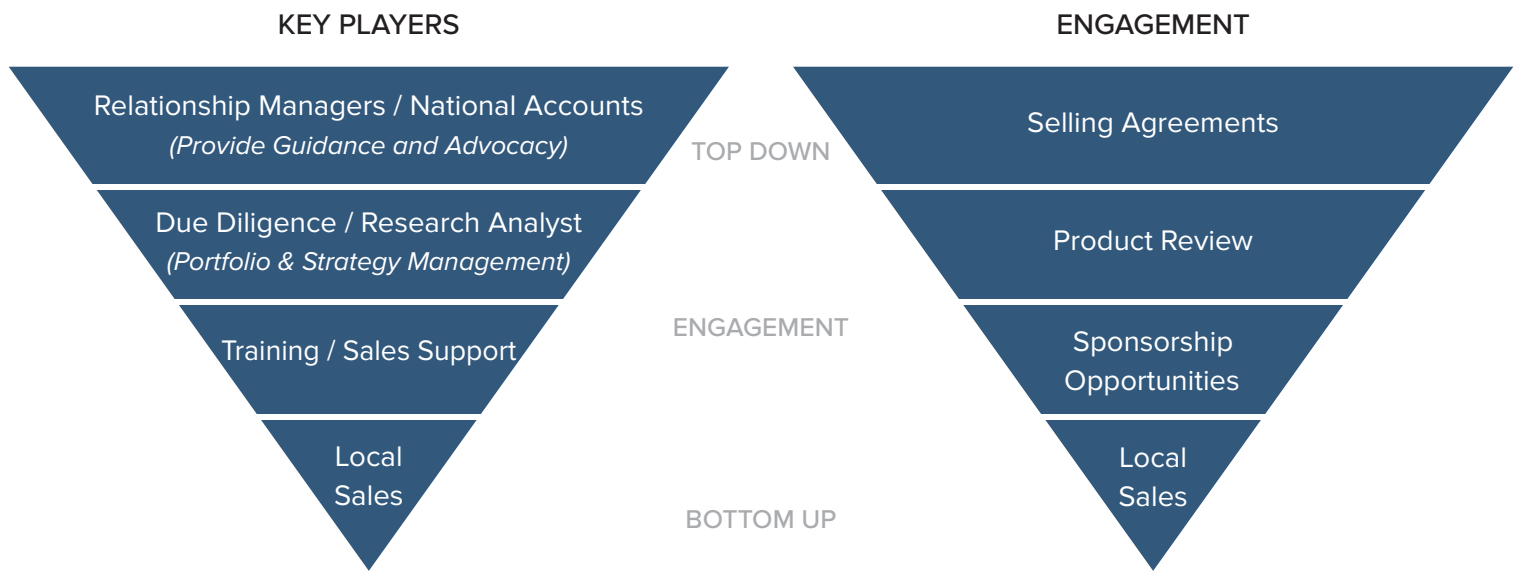 KEY PLAYERS
Relationship Managers / National Accounts
(Provide Guidance and Advocacy)
Due Diligence / Research Analyst
(Portfolio & Strategy Management)
Training / Sales Support
Local
Sales
TOP DOWN
ENGAGEMENT
BOTTOM UP
ENGAGEMENT
Selling Agreements
Product Review
Sponsorship
Opportunities
Local
Sales